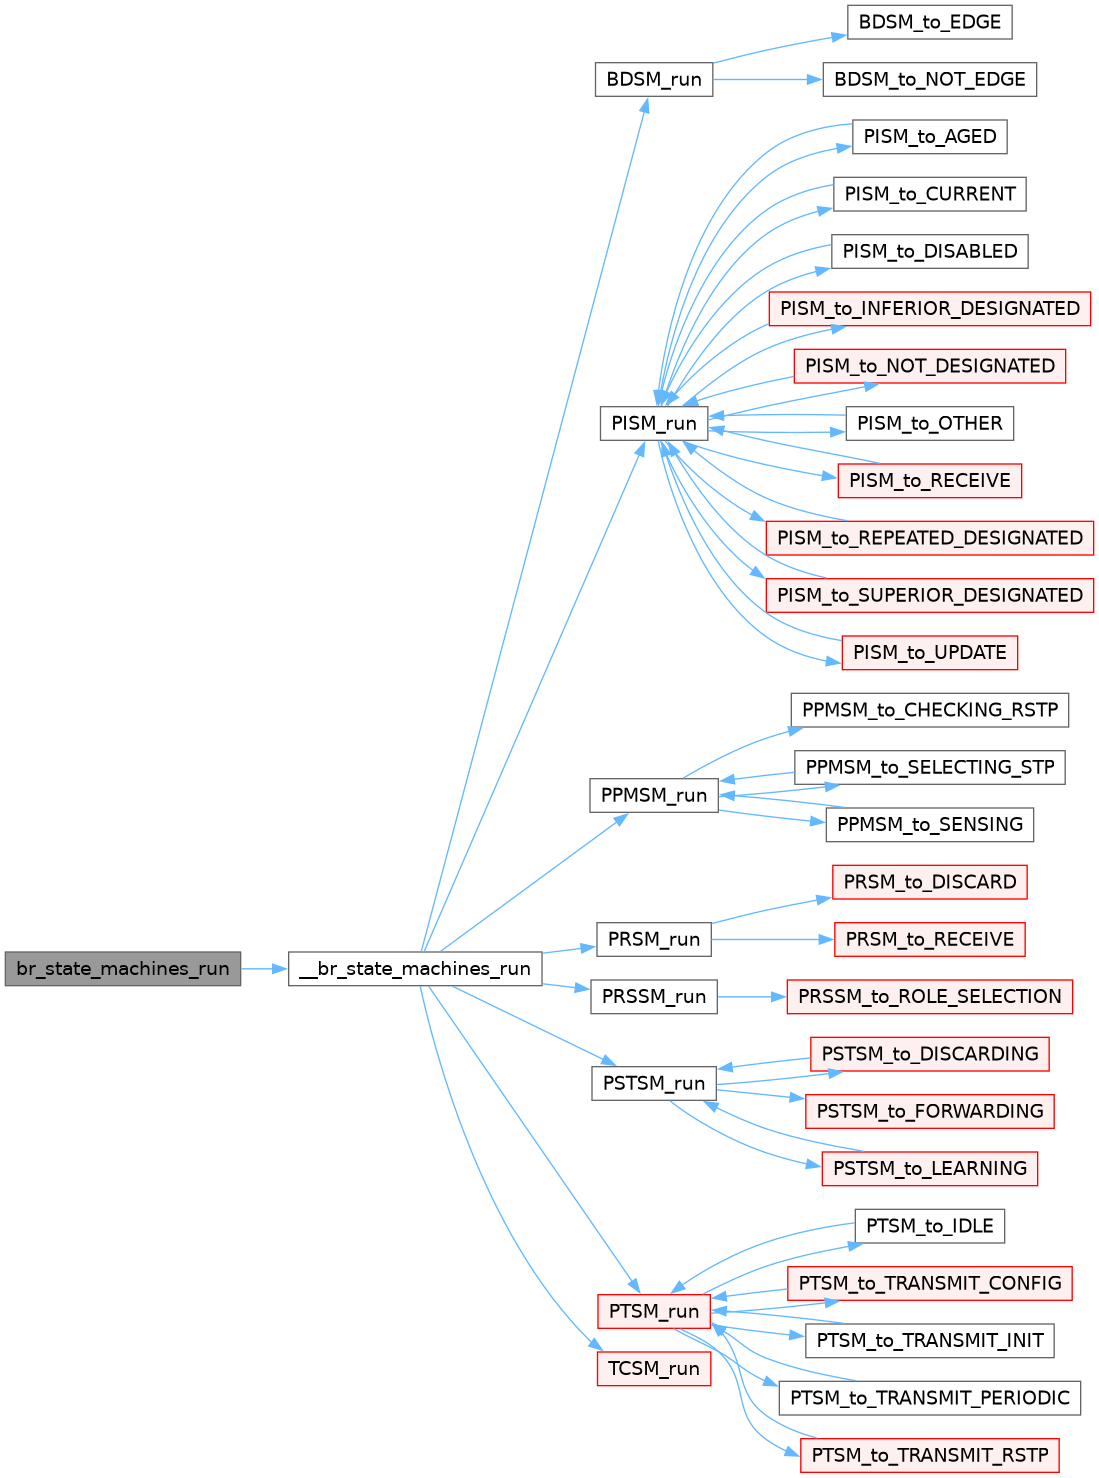 BDSM_to_EDGE
BDSM_run
BDSM_to_NOT_EDGE
PISM_to_AGED
PISM_to_CURRENT
PISM_to_DISABLED
PISM_to_INFERIOR_DESIGNATED
PISM_to_NOT_DESIGNATED
PISM_run
PISM_to_OTHER
PISM_to_RECEIVE
PISM_to_REPEATED_DESIGNATED
PISM_to_SUPERIOR_DESIGNATED
PISM_to_UPDATE
PPMSM_to_CHECKING_RSTP
PPMSM_to_SELECTING_STP
PPMSM_run
PPMSM_to_SENSING
PRSM_to_DISCARD
PRSM_run
PRSM_to_RECEIVE
br_state_machines_run
__br_state_machines_run
PRSSM_run
PRSSM_to_ROLE_SELECTION
PSTSM_to_DISCARDING
PSTSM_run
PSTSM_to_FORWARDING
PSTSM_to_LEARNING
PTSM_to_IDLE
PTSM_to_TRANSMIT_CONFIG
PTSM_run
PTSM_to_TRANSMIT_INIT
TCSM_run
PTSM_to_TRANSMIT_PERIODIC
PTSM_to_TRANSMIT_RSTP